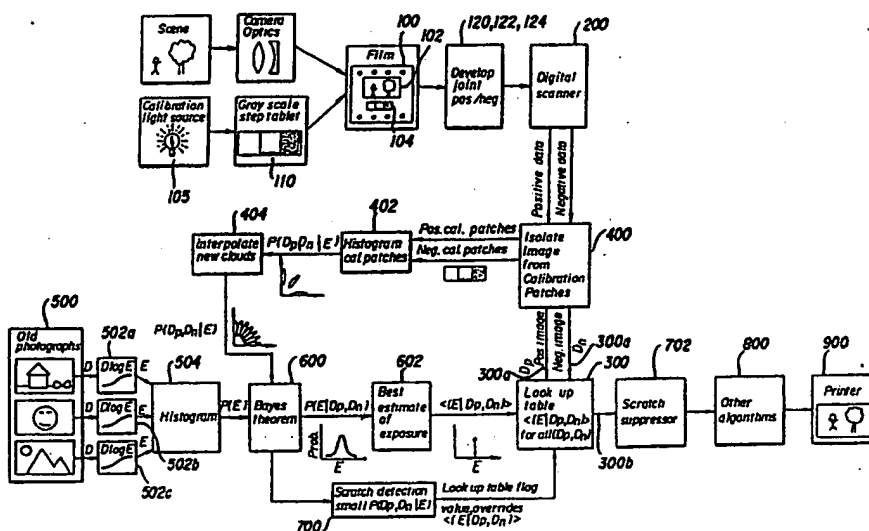 120,122,124
100
200
Scene
Camera
Optics
Film
102
Develop
joint
pos/neg.
Digital
scanner
104
Calibration
light source
Gray scale
step tablet
105
110
Positive data
Negative data
404
402
400
Interpolate
new clouds
P(Dp,Dn|E)
Histogram
cal. patches
Pos. cal. patches
Neg. cal. patches
Isolate
Image
from
Calibration
Patches
500
502a
504
P(Dp,Dn|E)
600
602
300a
Dp
Pos image
Neg. image
Dn
300a
300
702
800
900
Old
photographs
D
DlogE
E
D
DlogE
E
D
DlogE
E
502b
502c
Histogram
P(E)
Bayes
theorem
P(E|Dp,Dn)
Prob.
E
Best
estimate
of
exposure
<(E|Dp,Dn)>
E
Look up
table
<(E|Dp,Dn)>
for all(Dp,Dn)
300b
Scratch
suppressor
Other
algorithms
Printer
Scratch detection
small P(Dp,Dn|E)
700
Look up table flag
value,overrides
<(E|Dp,Dn)>